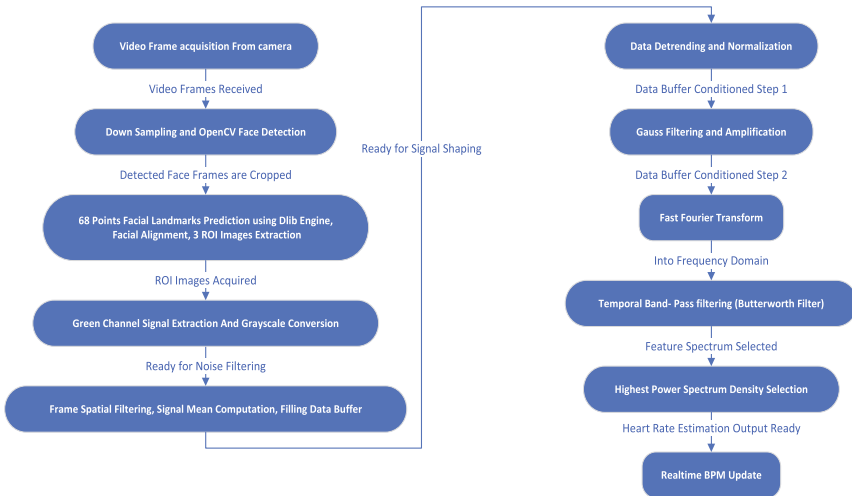 Video Frame acquisition From camera
Video Frames Received
Down Sampling and OpenCV Face Detection
Detected Face Frames are Cropped
68 Points Facial Landmarks Prediction using Dlib Engine,
Facial Alignment, 3 ROI Images Extraction
ROI Images Acquired
Green Channel Signal Extraction And Grayscale Conversion
Ready for Noise Filtering
Frame Spatial Filtering, Signal Mean Computation, Filling Data Buffer
Ready for Signal Shaping
Data Detrending and Normalization
Data Buffer Conditioned Step 1
Gauss Filtering and Amplification
Data Buffer Conditioned Step 2
Fast Fourier Transform
Into Frequency Domain
Temporal Band- Pass filtering (Butterworth Filter)
Feature Spectrum Selected
Highest Power Spectrum Density Selection
Heart Rate Estimation Output Ready
Realtime BPM Update